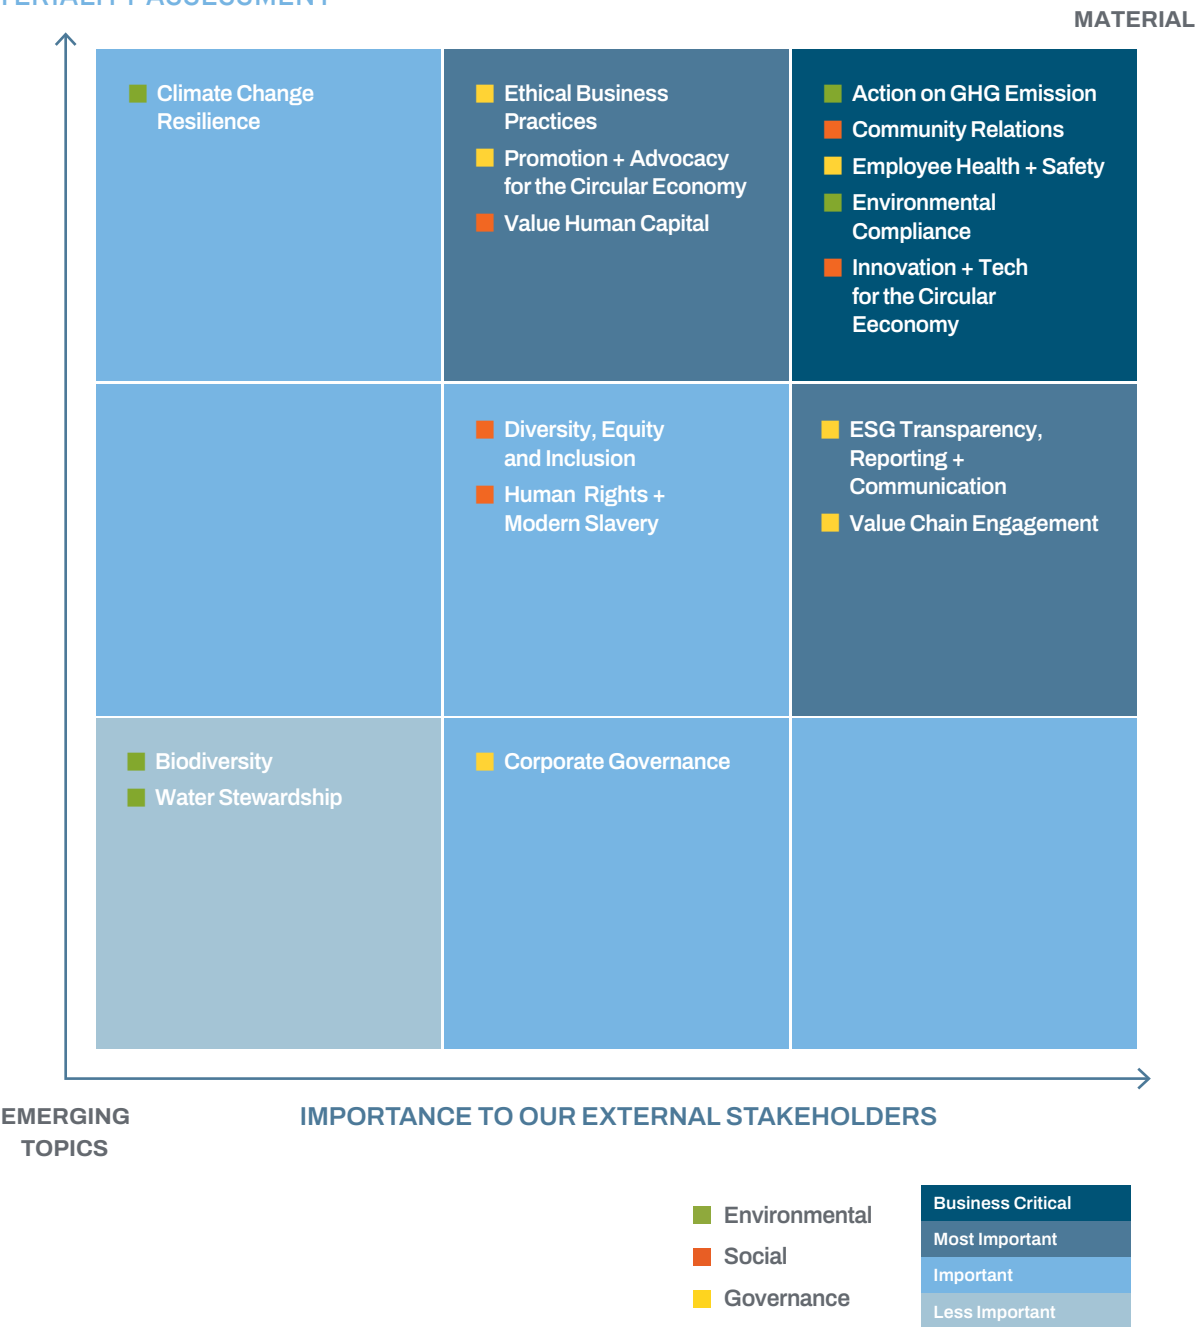 MATERIAL
Climate Change
Resilience
Ethical Business
Practices
Promotion + Advocacy
for the Circular Economy
Value Human Capital
Action on GHG Emission
Community Relations
Employee Health + Safety
Environmental
Compliance
Innovation + Tech
for the Circular
Eeconomy
Diversity, Equity
and Inclusion
Human Rights +
Modern Slavery
ESG Transparency,
Reporting +
Communication
Value Chain Engagement
Biodiversity
Water Stewardship
Corporate Governance
EMERGING
TOPICS
IMPORTANCE TO OUR EXTERNAL STAKEHOLDERS
Environmental
Social
Governance
Business Critical
Most Important
Important
Less Important